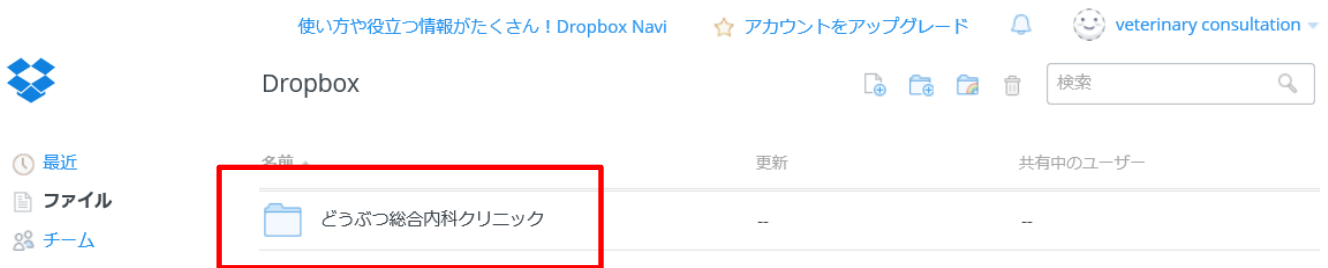 使い方や役立つ情報がたくさん！Dropbox Navi アカウントをアップグレード veterinary consultation
Dropbox 検索
最近 名前 更新 共有中のユーザー
ファイル
どうぶつ総合内科クリニック -- --
チーム